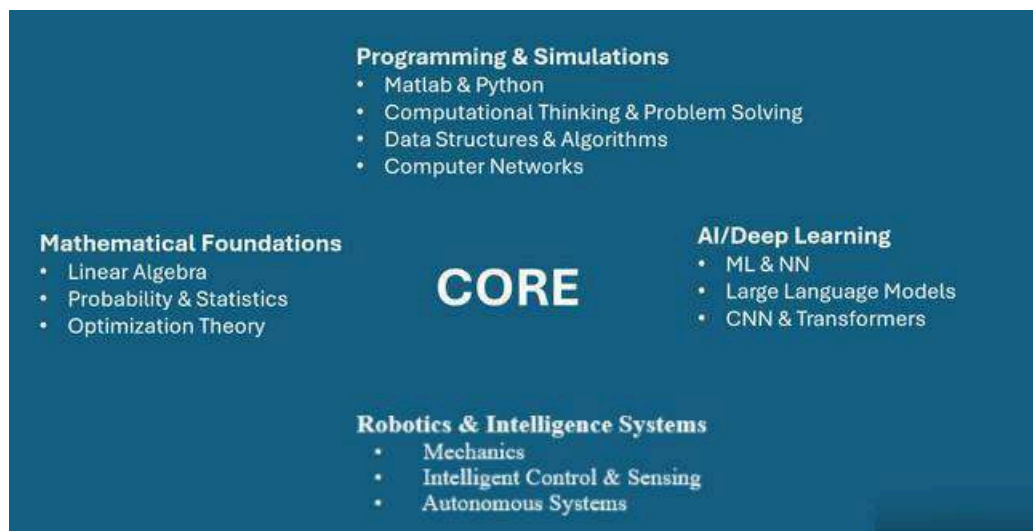 Programming & Simulations
• Matlab & Python
• Computational Thinking & Problem Solving
• Data Structures & Algorithms
• Computer Networks
Mathematical Foundations
• Linear Algebra
• Probability & Statistics
• Optimization Theory
CORE
AI/Deep Learning
• ML & NN
• Large Language Models
• CNN & Transformers
Robotics & Intelligence Systems
• Mechanics
• Intelligent Control & Sensing
• Autonomous Systems